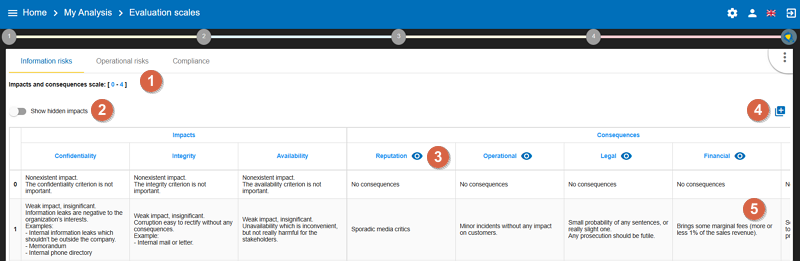 Home > My Analysis > Evaluation scales
1 2 3 4
Information risks Operational risks Compliance
1
Impacts and consequences scale: [ 0 - 4 ]
Show hidden impacts 2 4
Impacts Consequences
Confidentiality Integrity Availability Reputation 3 Operational Legal Financial
0 Nonexistent impact.
The confidentiality criterion is not
important
Nonexistent impact.
The integrity criterion is not
important.
Nonexistent impact.
The availability criterion is not
important.
No consequences No consequences No consequences No consequences
1 Weak impact, insignificant.
Information leaks are negative to the
organization's interests.
Examples:
- Internal information leaks which
shouldn't be outside the company.
- Memorandum
- Internal phone directory
Weak impact, insignificant.
Corruption easy to rectify without any
consequences.
Example:
- Internal mail or letter.
Weak impact, insignificant.
Unavailability which is inconvenient,
but not really harmful for the
stakeholders.
Sporadic media critics
Minor incidents without any impact
on customers.
Small probability of any sentences, or
really slight one.
Any prosecution should be futile.
5
Brings some marginal fees (more or
less 1% of the sales revenue).